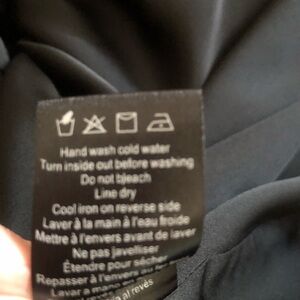 Hand wash cold water
Turn inside out before washing
Do not bleach
Line dry
Cool iron on reverse side
Laver à la main à l'eau froide
Mettre à l'envers avant de laver
Ne pas javelliser
Étendre pour sécher
Repasser à l'envers au
Lavar a mano
al revés